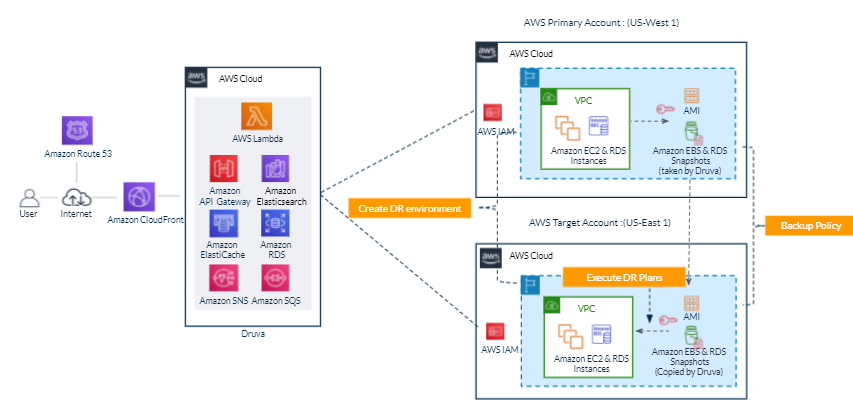 AWS Primary Account : (US-West 1)
aws
AWS Cloud
VPC
Amazon EC2 & RDS
Instances
AMI
Amazon EBS & RDS
Snapshots
(taken by Druva)
AWS IAM
aws
AWS Cloud
AWS Lambda
Amazon
API Gateway
Amazon
Elasticsearch
Amazon
ElastiCache
Amazon
RDS
Amazon SNS
Amazon SQS
Druva
Amazon Route 53
User
Internet
Amazon CloudFront
Create DR environment
Backup Policy
AWS Target Account :(US-East 1)
aws
AWS Cloud
Execute DR Plans
VPC
Amazon EC2 & RDS
Instances
AMI
Amazon EBS & RDS
Snapshots
(Copied by Druva)
AWS IAM